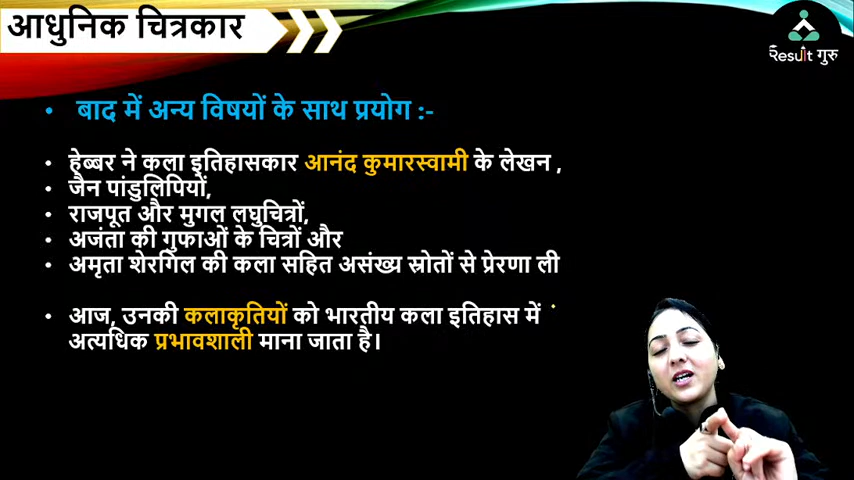 आधुनिक चित्रकार
Result गुरु
बाद में अन्य विषयों के साथ प्रयोग :-
हेब्बर ने कला इतिहासकार आनंद कुमारस्वामी के लेखन ,
जैन पांडुलिपियों,
राजपूत और मुगल लघुचित्रों,
अजंता की गुफाओं के चित्रों और
अमृता शेरगिल की कला सहित असंख्य स्रोतों से प्रेरणा ली
आज, उनकी कलाकृतियों को भारतीय कला इतिहास में
अत्यधिक प्रभावशाली माना जाता है।